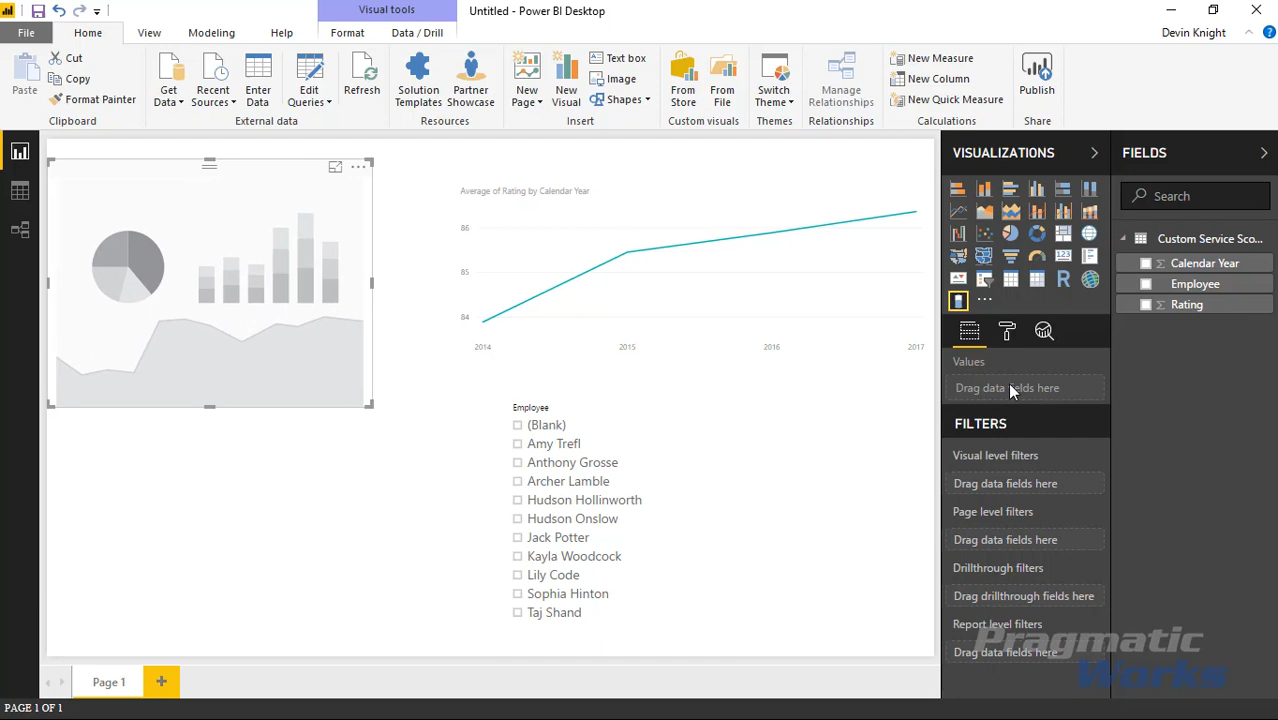 Visual tools
Untitled - Power BI Desktop
File
Home
View
Modeling
Help
Format
Data / Drill
Devin Knight
Paste
Cut
Copy
Format Painter
Clipboard
Get Data
Recent Sources
Enter Data
Edit Queries
Refresh
External data
Solution Templates
Partner Showcase
Resources
New Page
New Visual
Text box
Image
Shapes
Insert
From Store
From File
Custom visuals
Switch Theme
Themes
Manage Relationships
Relationships
New Measure
New Column
New Quick Measure
Calculations
Publish
Share
Average of Rating by Calendar Year
86
85
84
2014 2015 2016 2017
Employee
(Blank)
Amy Trefl
Anthony Grosse
Archer Lamble
Hudson Hollinworth
Hudson Onslow
Jack Potter
Kayla Woodcock
Lily Code
Sophia Hinton
Taj Shand
VISUALIZATIONS
R
123
Values
Drag data fields here
FILTERS
Visual level filters
Drag data fields here
Page level filters
Drag data fields here
Drillthrough filters
Drag drillthrough fields here
Report level filters
Drag data fields here
FIELDS
Search
Custom Service Sco...
Calendar Year
Employee
Rating
Pragmatic
Works
Page 1
PAGE 1 OF 1